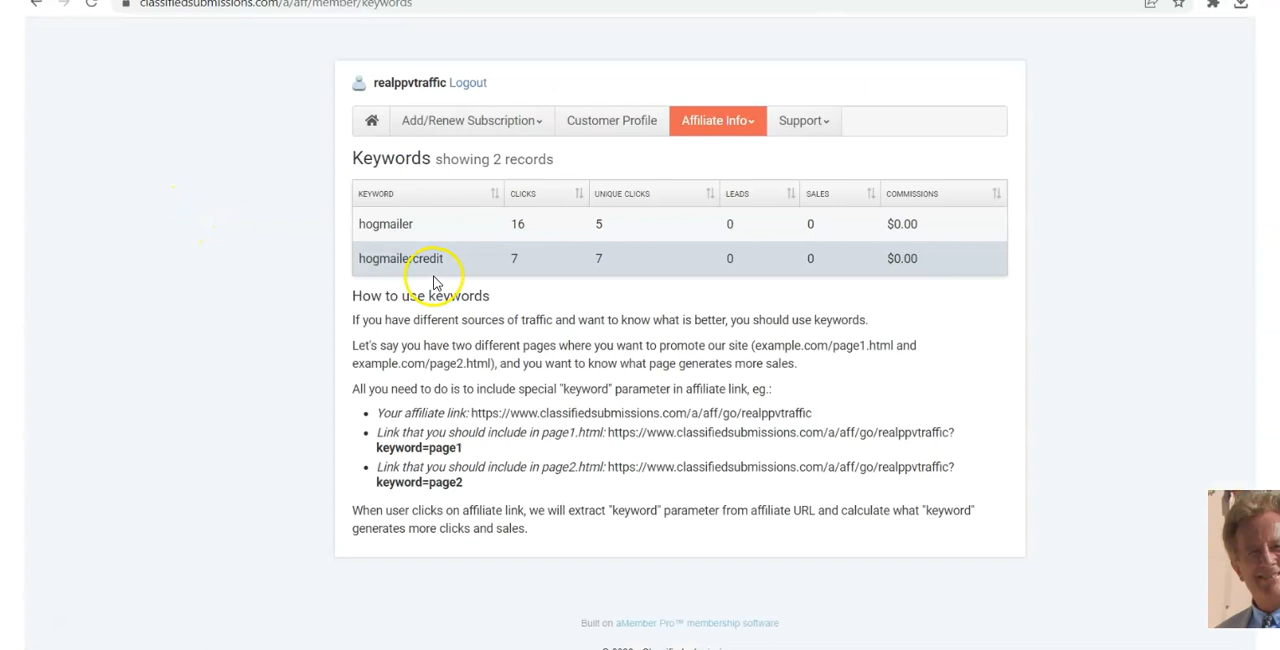 classifiedsubmissions.com/a/aff/member/keywords
realppvtraffic Logout
Add/Renew Subscription Customer Profile Affiliate Info Support
Keywords showing 2 records
KEYWORD CLICKS UNIQUE CLICKS LEADS SALES COMMISSIONS
hogmailer 16 5 0 0 $0.00
hogmailercredit 7 7 0 0 $0.00
How to use keywords
If you have different sources of traffic and want to know what is better, you should use keywords.
Let's say you have two different pages where you want to promote our site (example.com/page1.html and
example.com/page2.html), and you want to know what page generates more sales.
All you need to do is to include special "keyword" parameter in affiliate link, eg.:
• Your affiliate link: https://www.classifiedsubmissions.com/a/aff/go/realppvtraffic
• Link that you should include in page1.html: https://www.classifiedsubmissions.com/a/aff/go/realppvtraffic?
keyword=page1
• Link that you should include in page2.html: https://www.classifiedsubmissions.com/a/aff/go/realppvtraffic?
keyword=page2
When user clicks on affiliate link, we will extract "keyword" parameter from affiliate URL and calculate what "keyword"
generates more clicks and sales.
Built on aMember Pro™ membership software